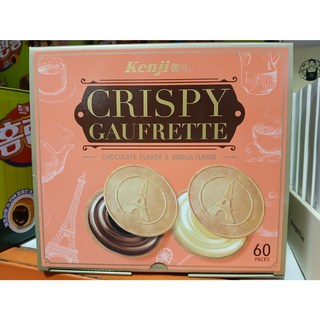 Kenji
CRISPY
GAUFRETTE
CHOCOLATE FLAVOR & VANILLA FLAVOR
60
PACKS